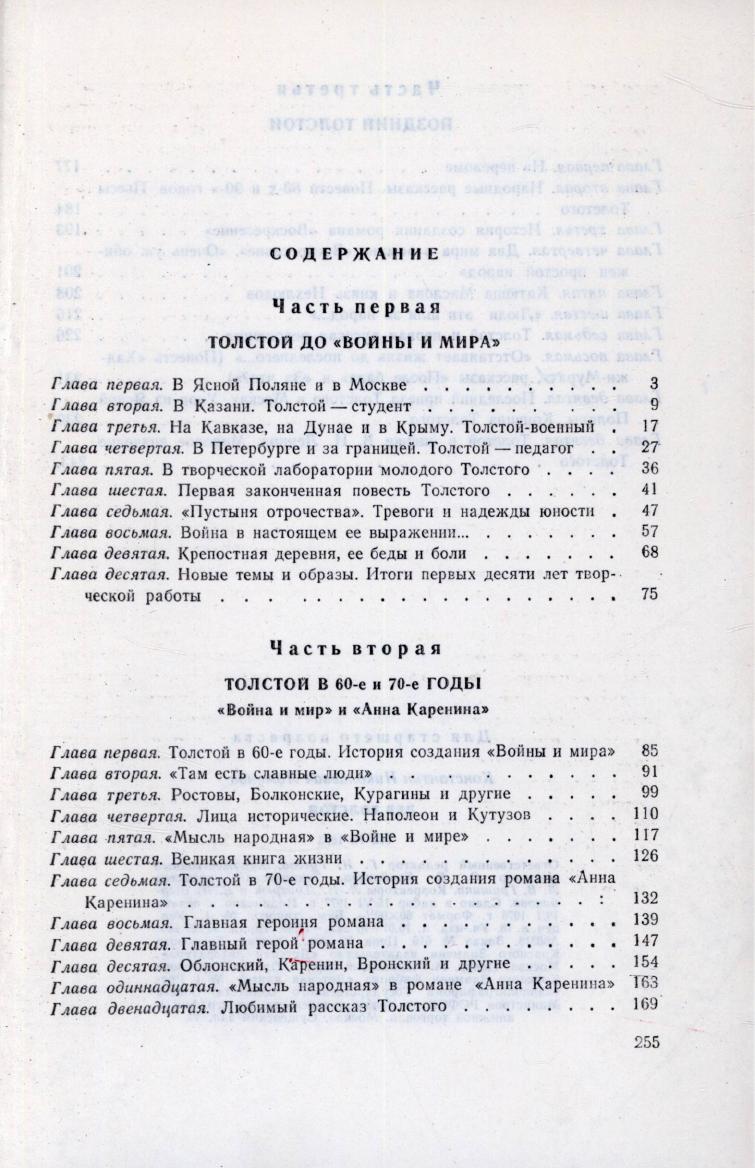 СОДЕРЖАНИЕ
Часть первая
ТОЛСТОЙ ДО «ВОЙНЫ И МИРА»
Глава первая. В Ясной Поляне и в Москве . . . . . . . . . . 3
Глава вторая. В Казани. Толстой — студент . . . . . . . . . 9
Глава третья. На Кавказе, на Дунае и в Крыму. Толстой-военный . 17
Глава четвертая. В Петербурге и за границей. Толстой — педагог . . 27
Глава пятая. В творческой лаборатории молодого Толстого . . . . 36
Глава шестая. Первая законченная повесть Толстого . . . . . . 41
Глава седьмая. «Пустыня отрочества». Тревоги и надежды юности . 47
Глава восьмая. Война в настоящем ее выражении... . . . . . . . 57
Глава девятая. Крепостная деревня, ее беды и боли . . . . . . . 68
Глава десятая. Новые темы и образы. Итоги первых десяти лет твор-
ческой работы . . . . . . . . . . . . . . . . . . . 75
Часть вторая
ТОЛСТОЙ В 60-е и 70-е ГОДЫ
«Война и мир» и «Анна Каренина»
Глава первая. Толстой в 60-е годы. История создания «Войны и мира» 85
Глава вторая. «Там есть славные люди» . . . . . . . . . . . 91
Глава третья. Ростовы, Болконские, Курагины и другие . . . . . 99
Глава четвертая. Лица исторические. Наполеон и Кутузов . . . . 110
Глава пятая. «Мысль народная» в «Войне и мире» . . . . . . . 117
Глава шестая. Великая книга жизни . . . . . . . . . . . . 126
Глава седьмая. Толстой в 70-е годы. История создания романа «Анна
Каренина» . . . . . . . . . . . . . . . . . . . . : 132
Глава восьмая. Главная героиня романа . . . . . . . . . . . 139
Глава девятая. Главный герой романа . . . . . . . . . . . . 147
Глава десятая. Облонский, Каренин, Вронский и другие . . . . . 154
Глава одиннадцатая. «Мысль народная» в романе «Анна Каренина» 163
Глава двенадцатая. Любимый рассказ Толстого . . . . . . . . 169
255